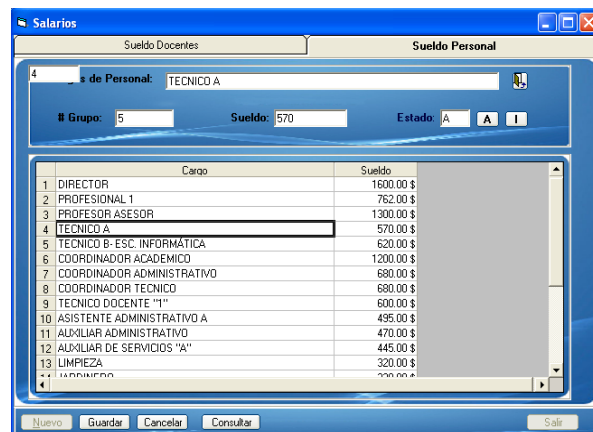 Salarios
Sueldo Docentes Sueldo Personal
4 s de Personal: TECNICO A
# Grupo: 5 Sueldo: 570 Estado: A A I
Cargo Sueldo
1 DIRECTOR 1600.00 $
2 PROFESIONAL 1 762.00 $
3 PROFESOR ASESOR 1300.00 $
4 TECNICO A 570.00 $
5 TECNICO B- ESC. INFORMÁTICA 620.00 $
6 COORDINADOR ACADEMICO 1200.00 $
7 COORDINADOR ADMINISTRATIVO 680.00 $
8 COORDINADOR TECNICO 680.00 $
9 TECNICO DOCENTE "1" 600.00 $
10 ASISTENTE ADMINISTRATIVO A 495.00 $
11 AUXILIAR ADMINISTRATIVO 470.00 $
12 AUXILIAR DE SERVICIOS "A" 445.00 $
13 LIMPIEZA 320.00 $
Nuevo Guardar Cancelar Consultar Salir